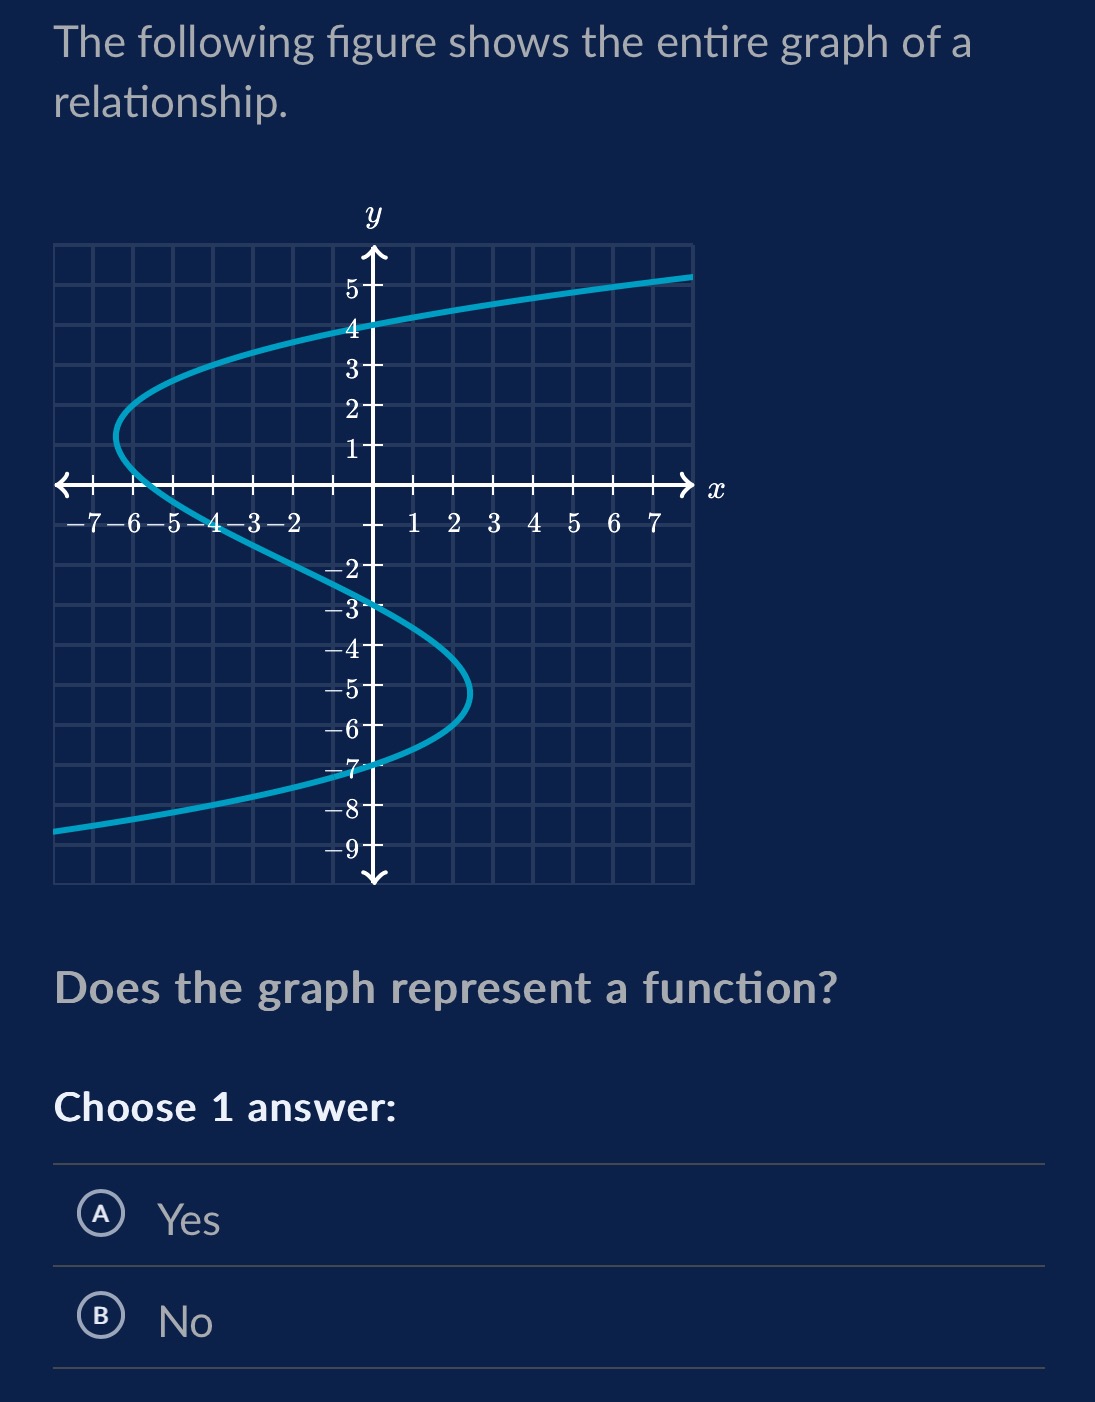 The following figure shows the entire graph of a
relationship.
y
5
4
3
2
1
x
−7 −6 −5 −4 −3 −2 1 2 3 4 5 6 7
−2
−3
−4
−5
−6
−7
−8
−9
Does the graph represent a function?
Choose 1 answer:
A Yes
B No